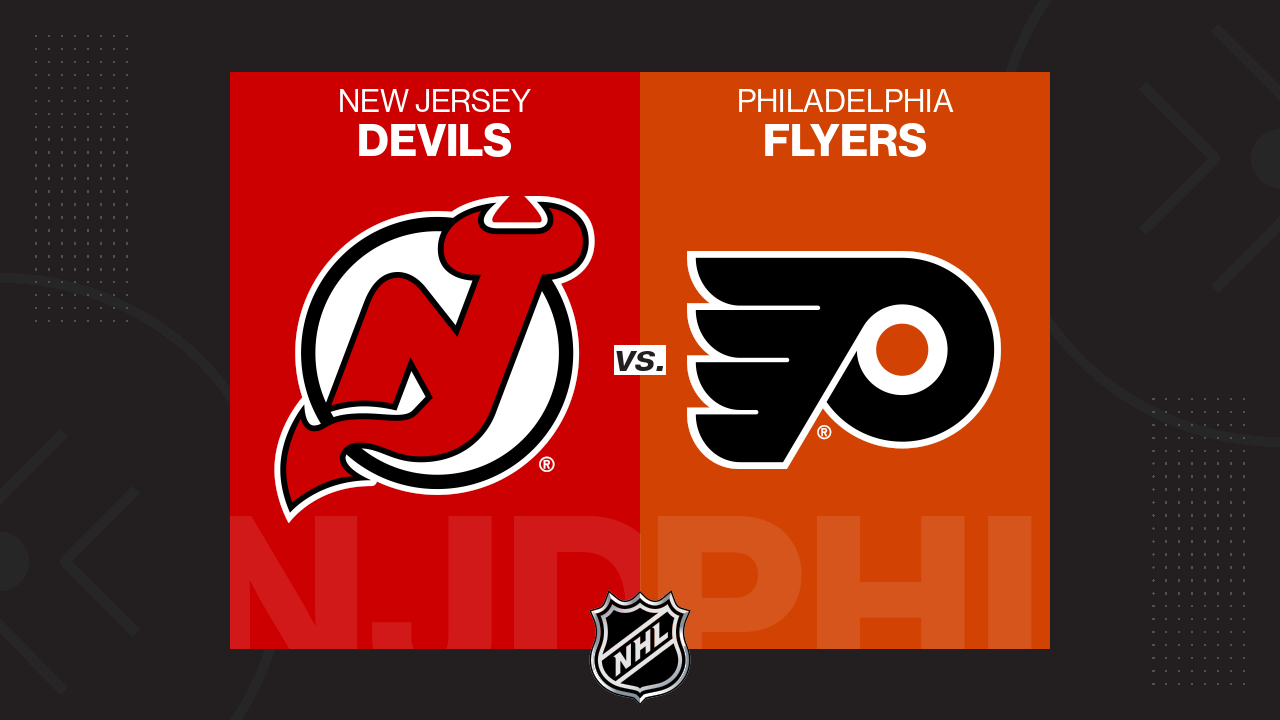 NEW JERSEY
DEVILS
PHILADELPHIA
FLYERS
vs.
®
®
NJD
PHI
NHL